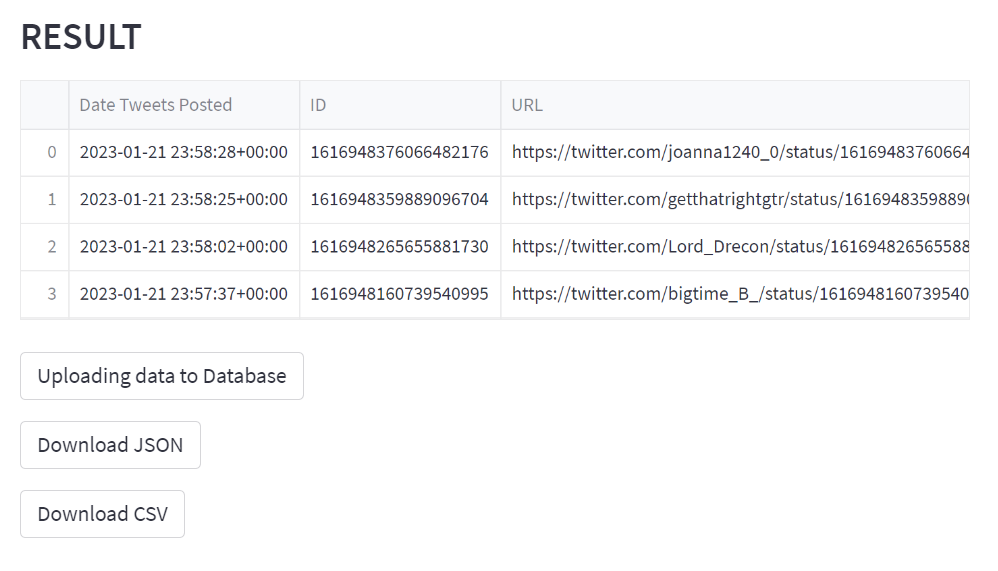 RESULT
Date Tweets Posted ID URL
0 2023-01-21 23:58:28+00:00 1616948376066482176 https://twitter.com/joanna1240_0/status/16169483760664
1 2023-01-21 23:58:25+00:00 1616948359889096704 https://twitter.com/getthatrightgtr/status/1616948359889
2 2023-01-21 23:58:02+00:00 1616948265655881730 https://twitter.com/Lord_Drecon/status/161694826565588
3 2023-01-21 23:57:37+00:00 1616948160739540995 https://twitter.com/bigtime_B_/status/1616948160739540
Uploading data to Database
Download JSON
Download CSV